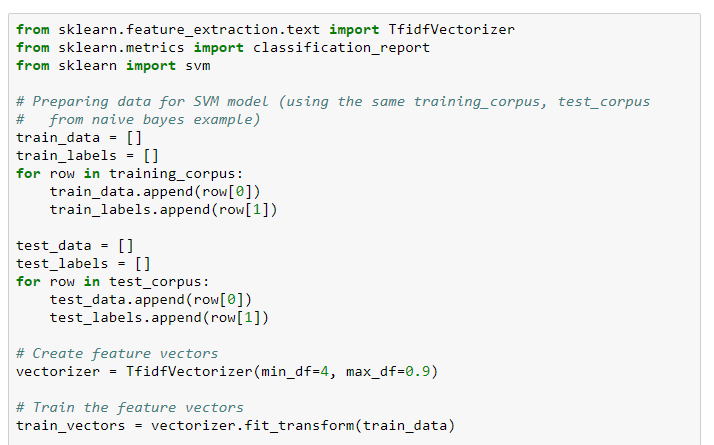 from sklearn.feature_extraction.text import TfidfVectorizer
from sklearn.metrics import classification_report
from sklearn import svm

# Preparing data for SVM model (using the same training_corpus, test_corpus
#   from naive bayes example)
train_data = []
train_labels = []
for row in training_corpus:
    train_data.append(row[0])
    train_labels.append(row[1])

test_data = []
test_labels = []
for row in test_corpus:
    test_data.append(row[0])
    test_labels.append(row[1])

# Create feature vectors
vectorizer = TfidfVectorizer(min_df=4, max_df=0.9)

# Train the feature vectors
train_vectors = vectorizer.fit_transform(train_data)